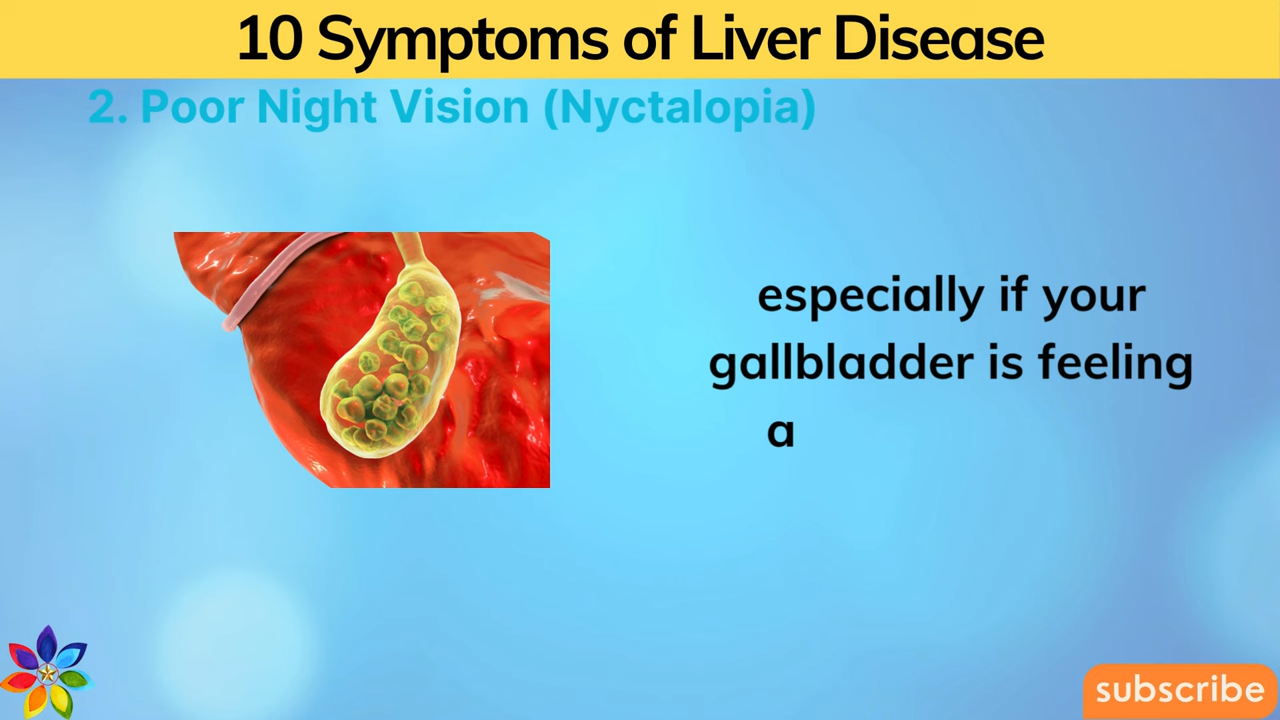 10 Symptoms of Liver Disease
2. Poor Night Vision (Nyctalopia)
especially if your
gallbladder is feeling
a
subscribe